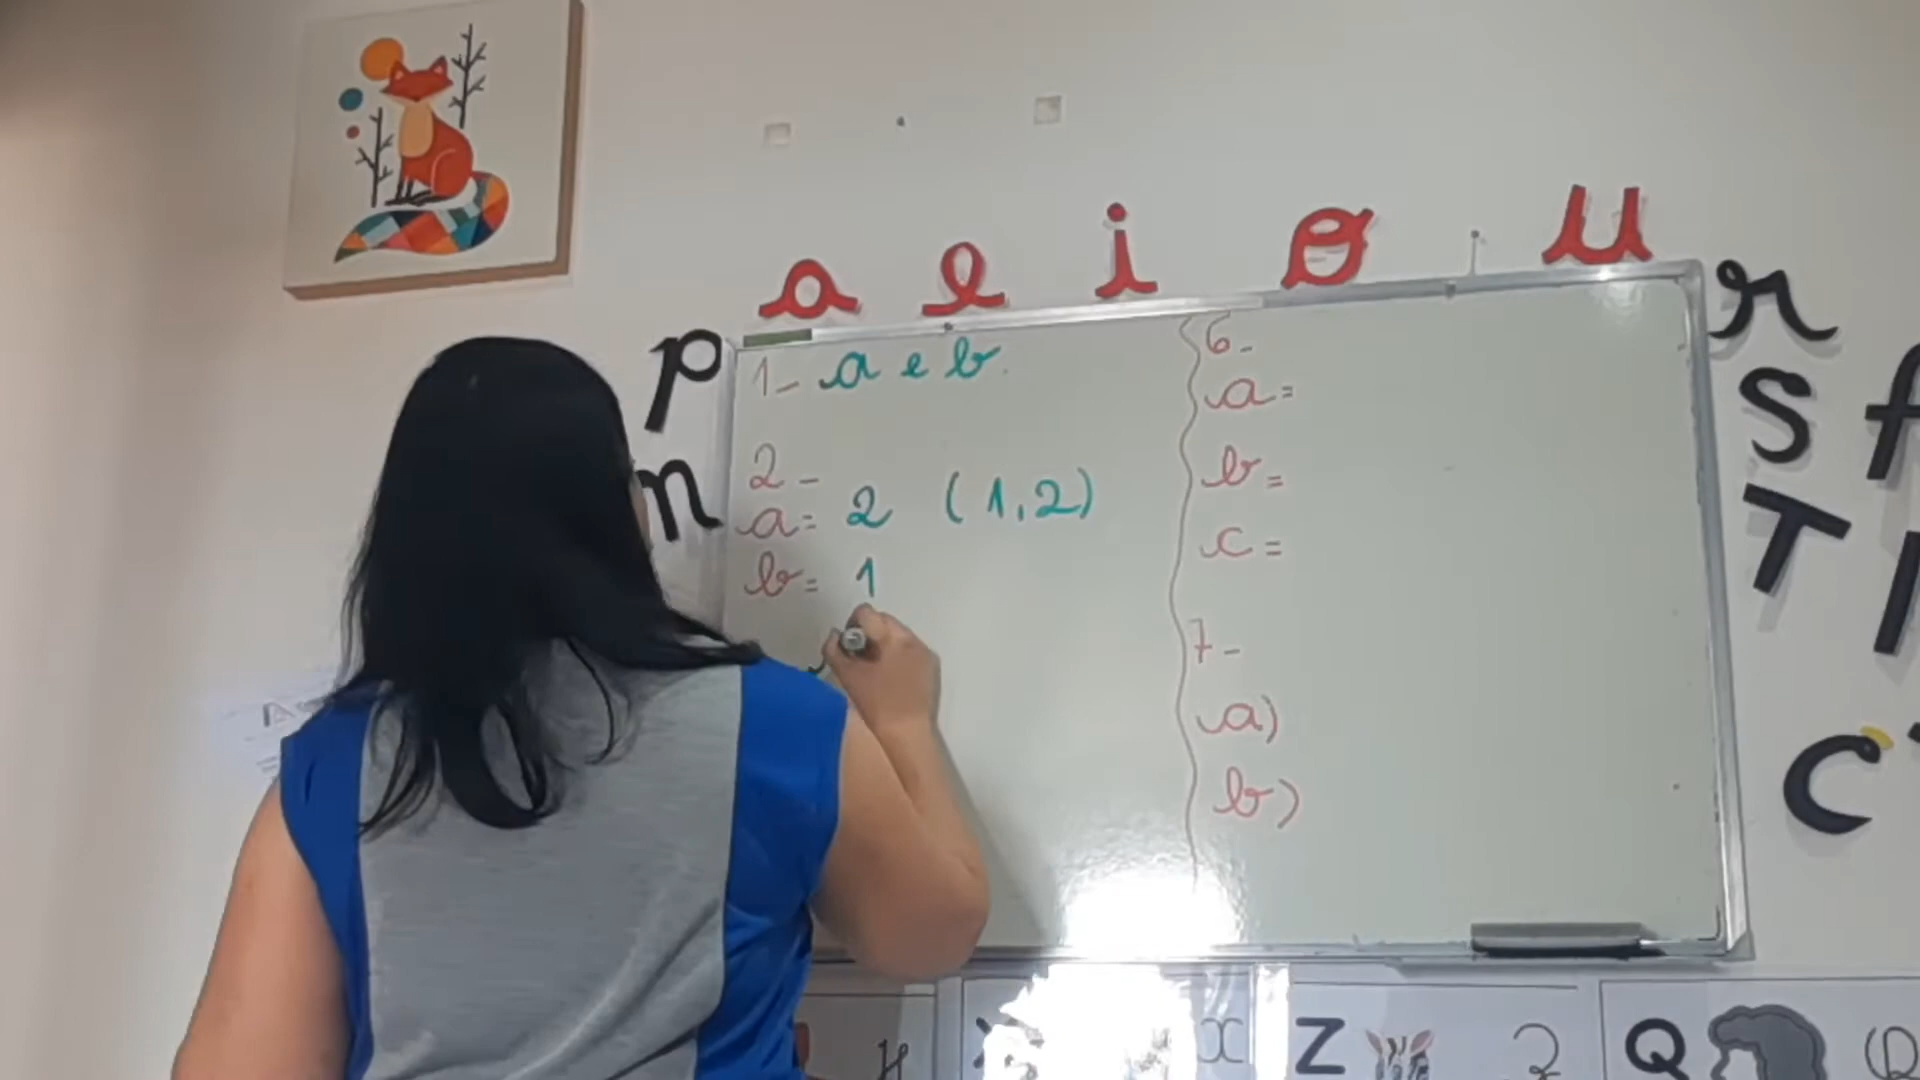 a e i o u
p
n
r
s f
T
c
1- a e b
2-
a= 2 (1,2)
b= 1
6-
a=
b=
c=
7-
a)
b)
x Z z Q